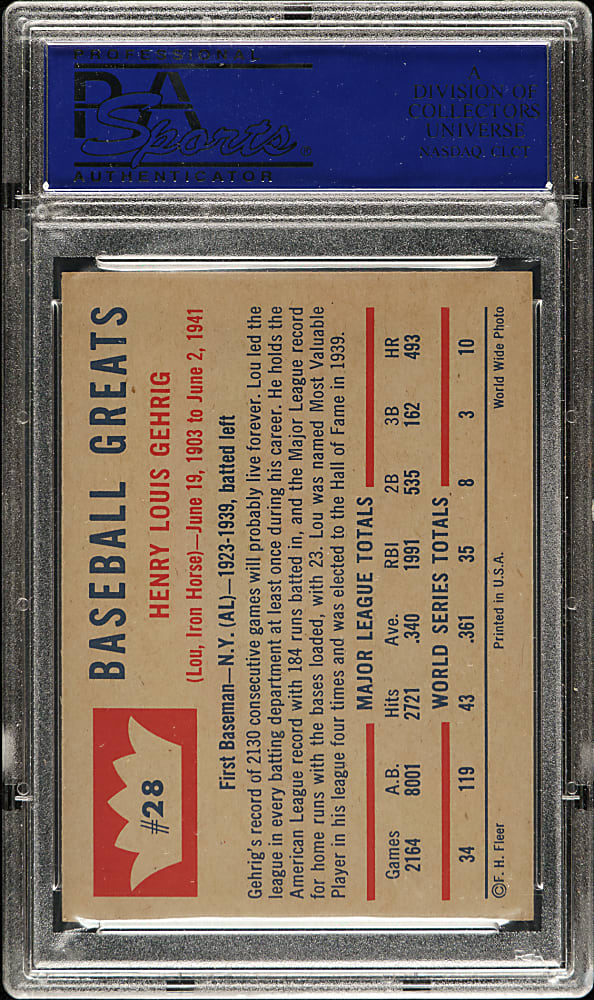 PROFESSIONAL
PSA
Sports
AUTHENTICATOR
A
DIVISION OF
COLLECTORS
UNIVERSE
NASDAQ: CLCT
#28
BASEBALL GREATS
HENRY LOUIS GEHRIG
(Lou, Iron Horse)—June 19, 1903 to June 2, 1941
First Baseman—N.Y. (AL)—1923-1939, batted left
Gehrig's record of 2130 consecutive games will probably live forever. Lou led the
league in every batting department at least once during his career. He holds the
American League record with 184 runs batted in, and the Major League record
for home runs with the bases loaded, with 23. Lou was named Most Valuable
Player in his league four times and was elected to the Hall of Fame in 1939.
MAJOR LEAGUE TOTALS
Games A.B. Hits Ave. RBI 2B 3B HR
2164 8001 2721 .340 1991 535 162 493
WORLD SERIES TOTALS
34 119 43 .361 35 8 3 10
©F. H. Fleer Printed in U.S.A. World Wide Photo